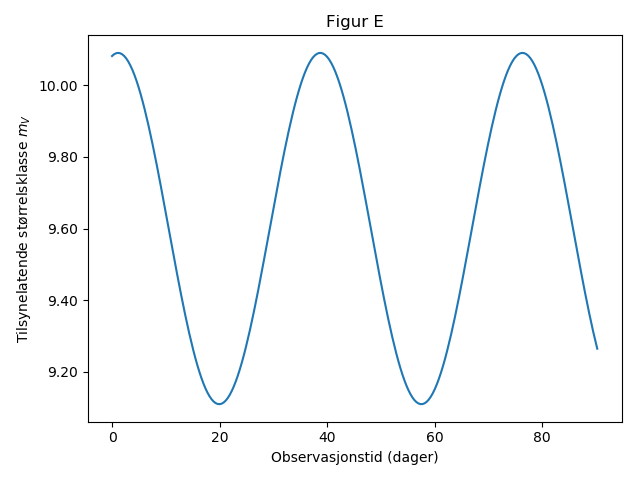 Figur E
Tilsynelatende størrelsklasse $m_V$
10.00
9.80
9.60
9.40
9.20
0 20 40 60 80
Observasjonstid (dager)